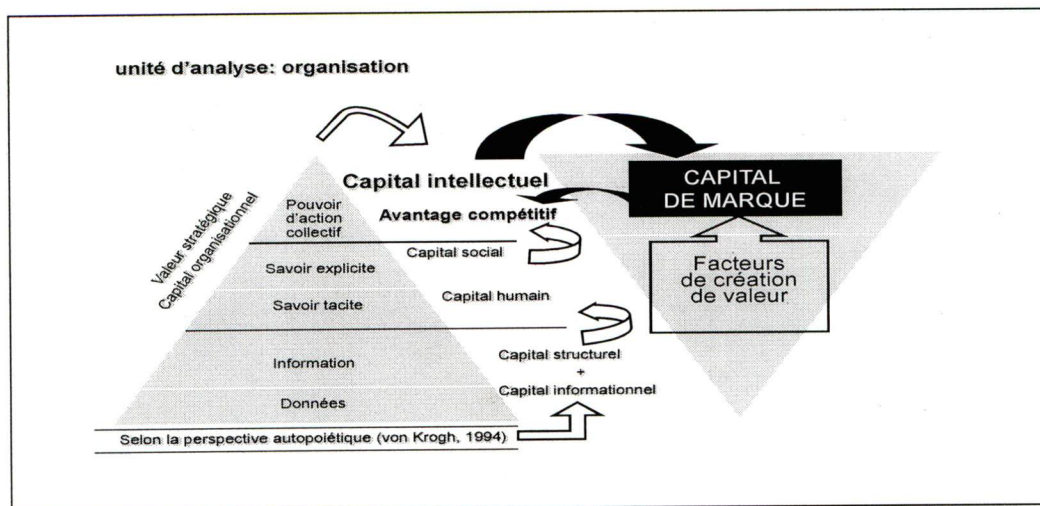 unité d'analyse: organisation
Valeur stratégique
Capital organisationnel
Pouvoir
d'action
collectif
Savoir explicite
Savoir tacite
Information
Données
Selon la perspective autopoiétique (von Krogh, 1994)
Capital intellectuel
Avantage compétitif
Capital social
Capital humain
Capital structurel
+
Capital informationnel
CAPITAL
DE MARQUE
Facteurs
de création
de valeur